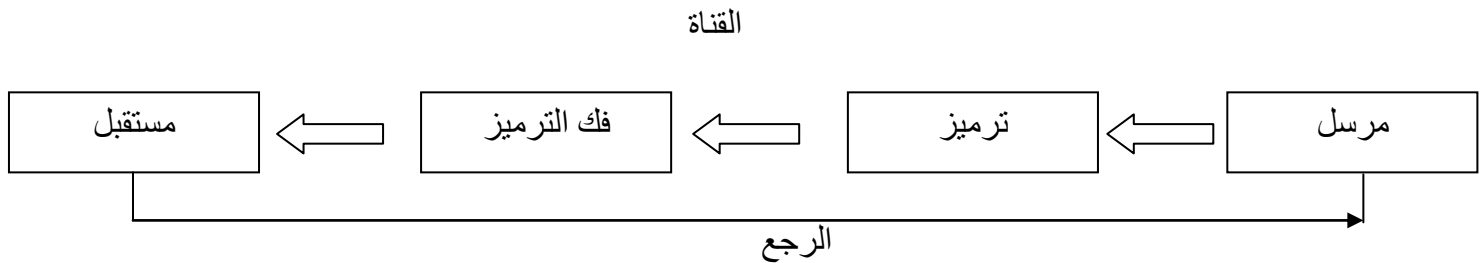 القناة
مرسل
ترميز
فك الترميز
مستقبل
الرجع